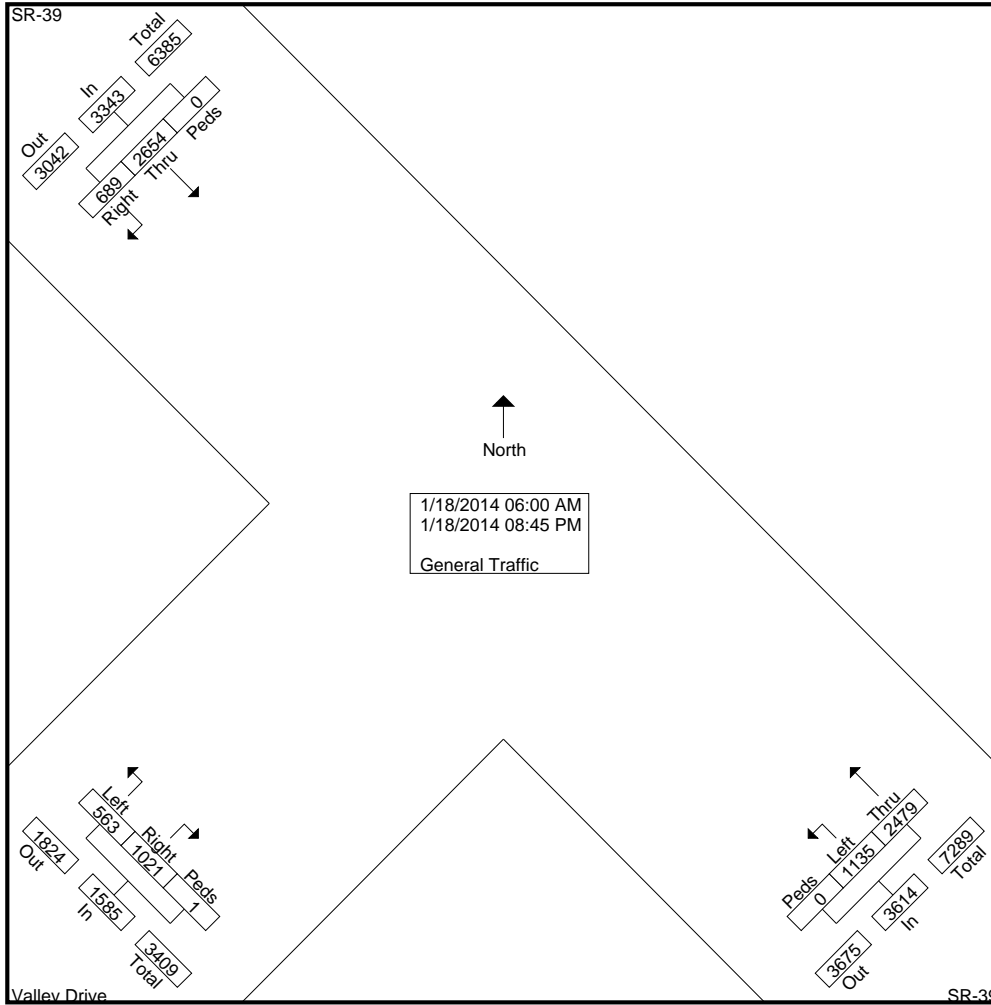 SR-39
Out
In
Total
3042
3343
6385
689
2654
0
Right
Thru
Peds
North
1/18/2014 06:00 AM
1/18/2014 08:45 PM
General Traffic
Left
Right
Peds
563
1021
1
1824
1585
3409
Out
In
Total
Valley Drive
Peds
Left
Thru
0
1135
2479
3675
3614
7289
Out
In
Total
SR-39